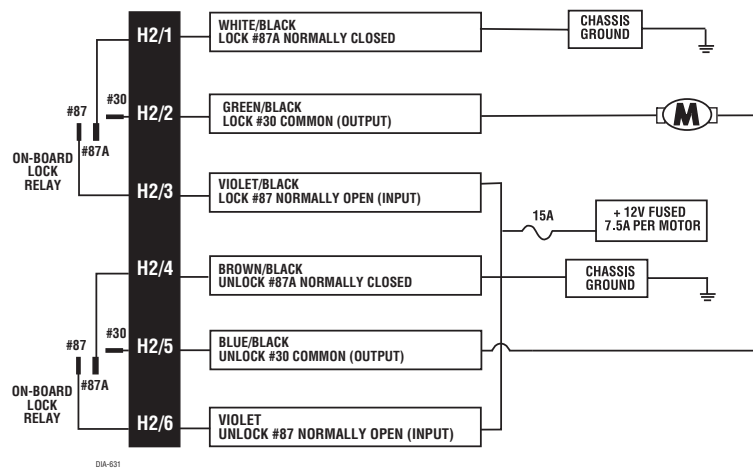 H2/1
WHITE/BLACK
LOCK #87A NORMALLY CLOSED
CHASSIS
GROUND
#87
#30
#87A
ON-BOARD
LOCK
RELAY
H2/2
GREEN/BLACK
LOCK #30 COMMON (OUTPUT)
M
H2/3
VIOLET/BLACK
LOCK #87 NORMALLY OPEN (INPUT)
15A
+ 12V FUSED
7.5A PER MOTOR
H2/4
BROWN/BLACK
UNLOCK #87A NORMALLY CLOSED
CHASSIS
GROUND
#87
#30
#87A
ON-BOARD
LOCK
RELAY
H2/5
BLUE/BLACK
UNLOCK #30 COMMON (OUTPUT)
H2/6
VIOLET
UNLOCK #87 NORMALLY OPEN (INPUT)
DIA-631